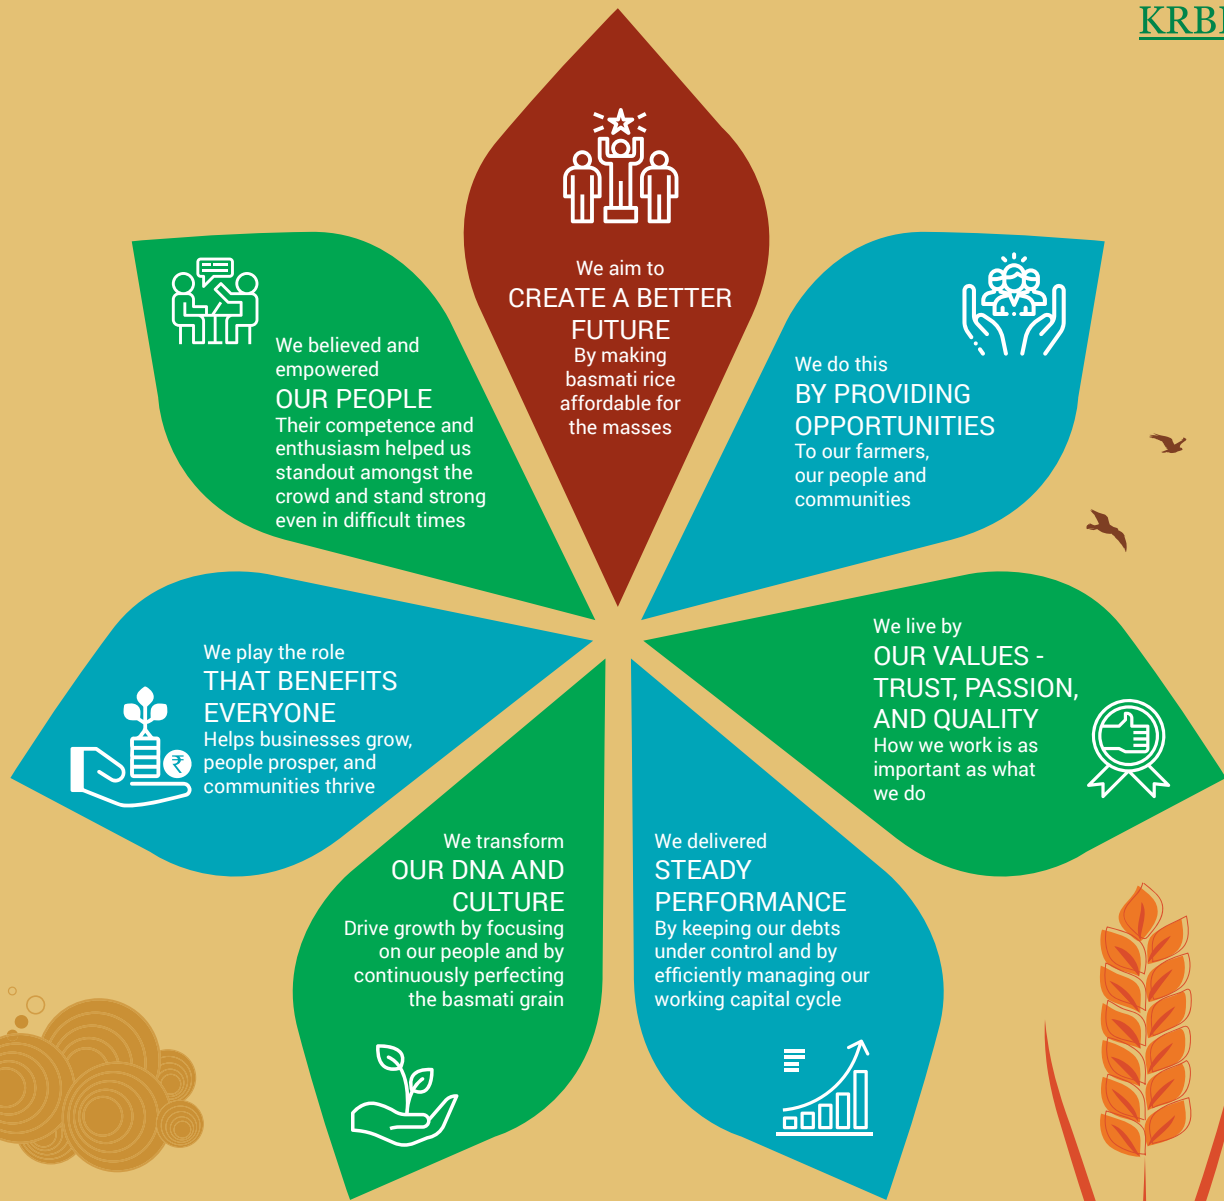 KRBL
We aim to
CREATE A BETTER
FUTURE
By making
basmati rice
affordable for
the masses
We do this
BY PROVIDING
OPPORTUNITIES
To our farmers,
our people and
communities
We live by
OUR VALUES -
TRUST, PASSION,
AND QUALITY
How we work is as
important as what
we do
We delivered
STEADY
PERFORMANCE
By keeping our debts
under control and by
efficiently managing our
working capital cycle
We transform
OUR DNA AND
CULTURE
Drive growth by focusing
on our people and by
continuously perfecting
the basmati grain
We play the role
THAT BENEFITS
EVERYONE
Helps businesses grow,
people prosper, and
communities thrive
₹
We believed and
empowered
OUR PEOPLE
Their competence and
enthusiasm helped us
standout amongst the
crowd and stand strong
even in difficult times